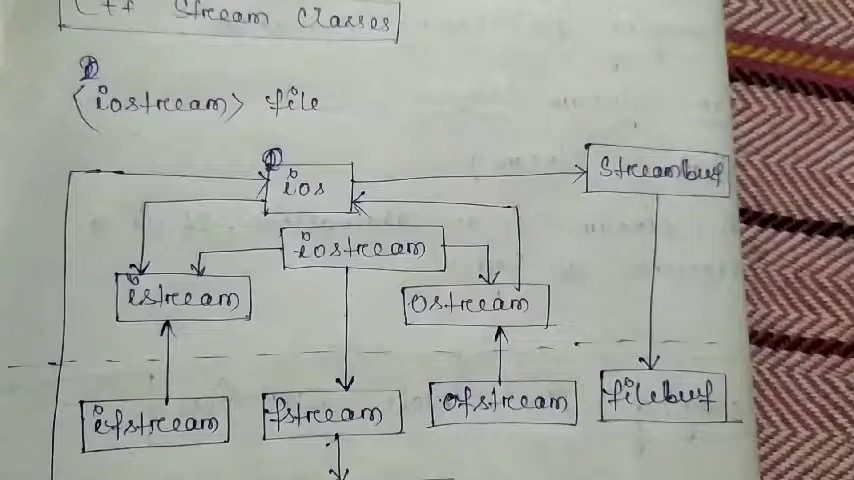 C++ Stream Classes
<iostream> file
ios
Streambuf
iostream
istream
ostream
ifstream
fstream
ofstream
filebuf